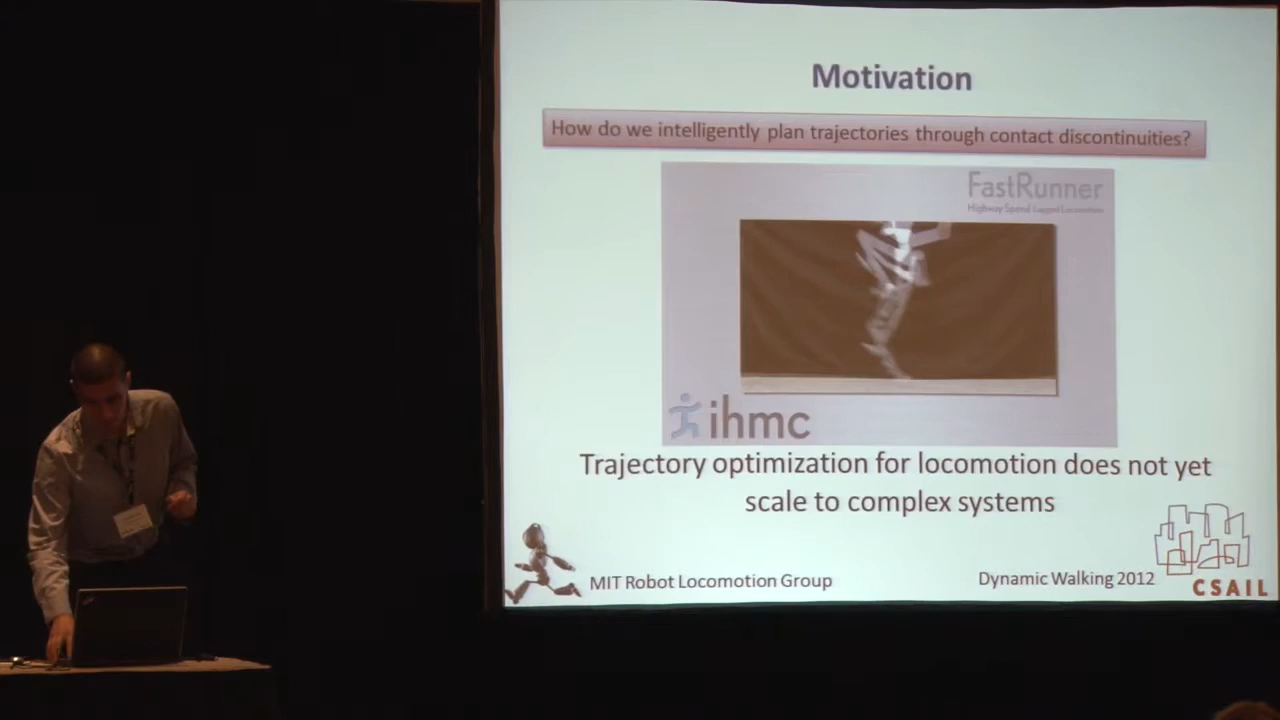 Motivation
How do we intelligently plan trajectories through contact discontinuities?
FastRunner
Highway Speed Legged Locomotion
ihmc
Trajectory optimization for locomotion does not yet
scale to complex systems
MIT Robot Locomotion Group
Dynamic Walking 2012
CSAIL